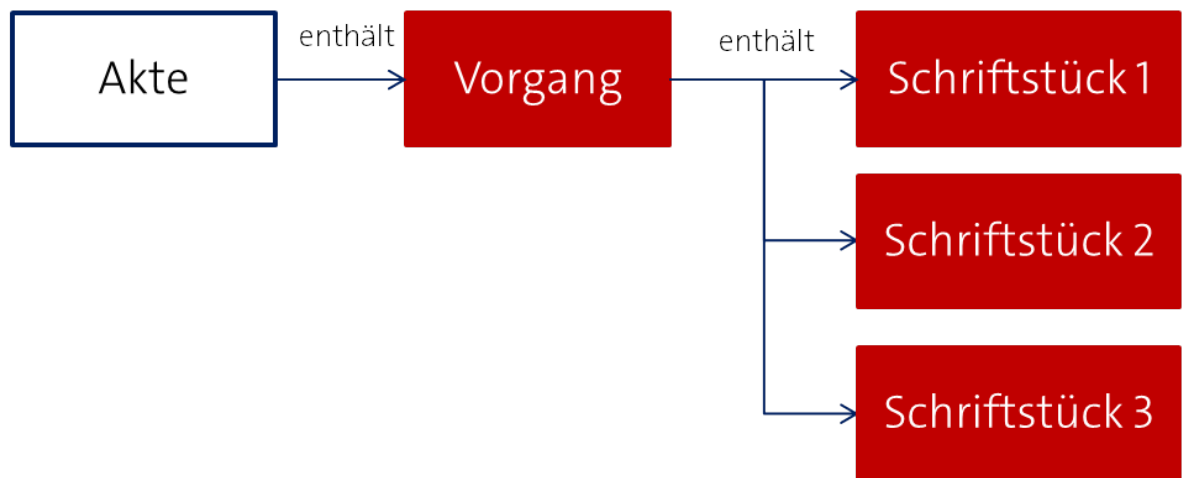 Akte
enthält
Vorgang
enthält
Schriftstück 1
Schriftstück 2
Schriftstück 3